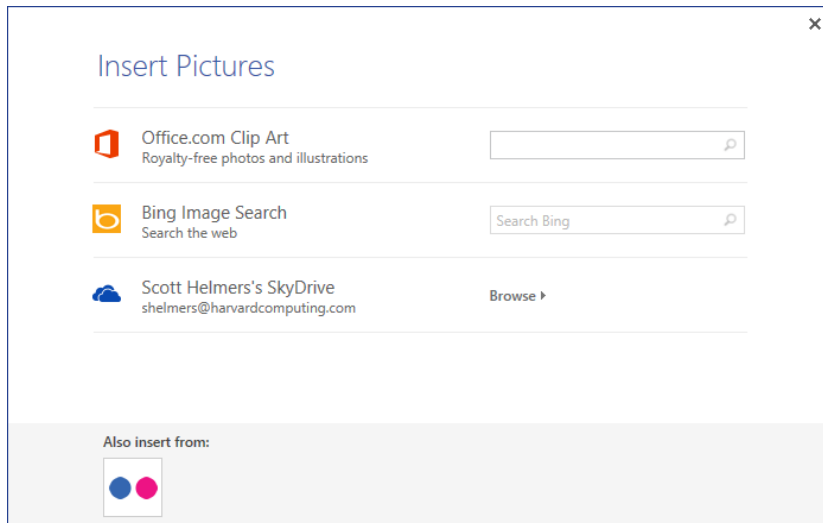 Insert Pictures
Office.com Clip Art
Royalty-free photos and illustrations
Bing Image Search
Search the web
Search Bing
Scott Helmers's SkyDrive
shelmers@harvardcomputing.com
Browse
Also insert from: